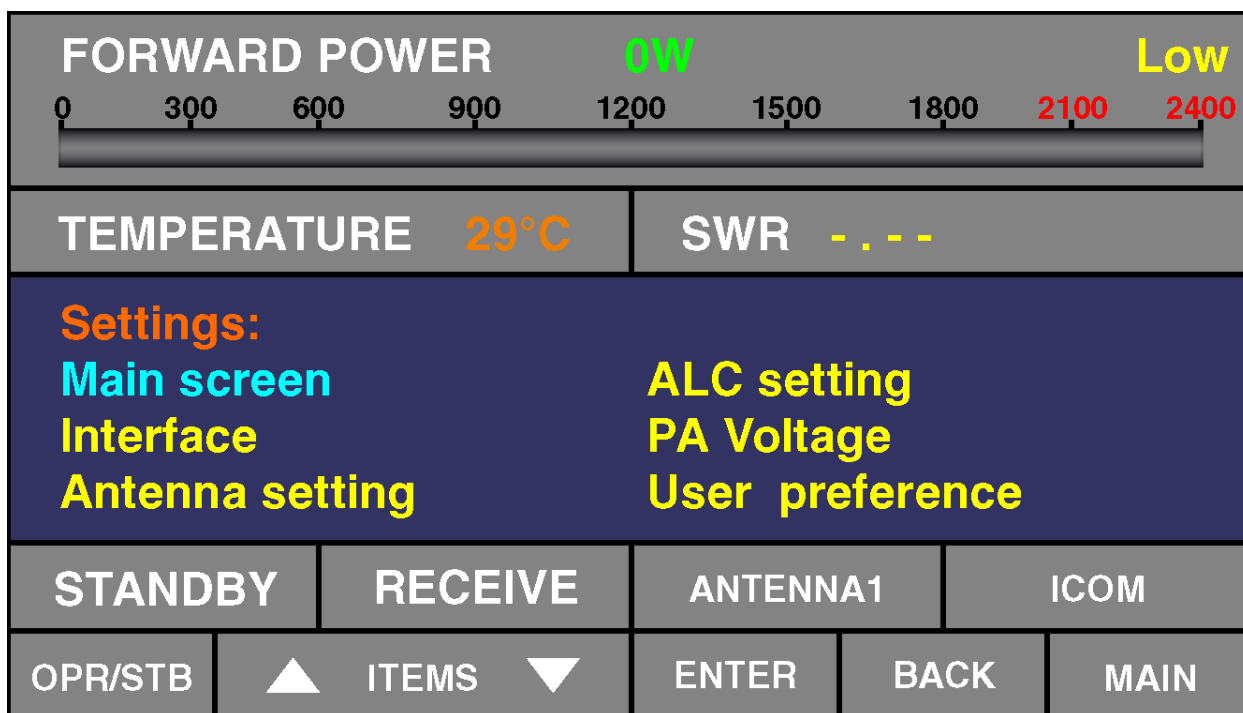 FORWARD POWER 0W Low
0 300 600 900 1200 1500 1800 2100 2400
TEMPERATURE 29°C SWR -.--
Settings:
Main screen ALC setting
Interface PA Voltage
Antenna setting User preference
STANDBY RECEIVE ANTENNA1 ICOM
OPR/STB ▲ ITEMS ▼ ENTER BACK MAIN